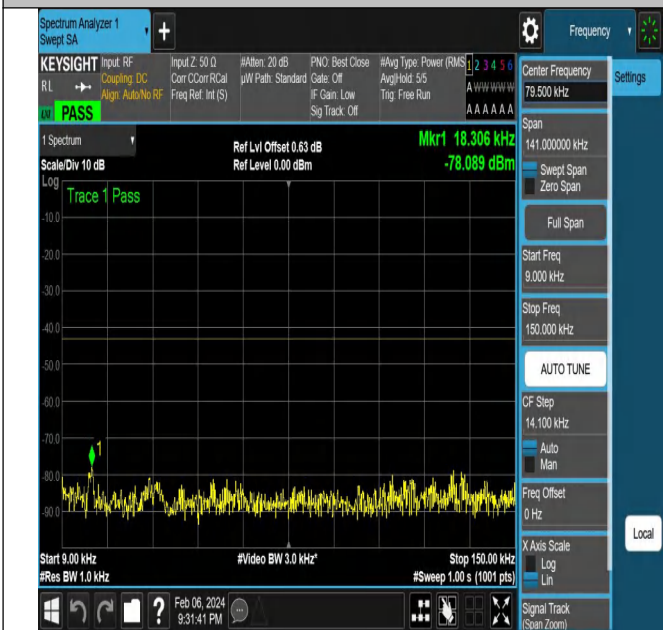 Spectrum Analyzer 1
Swept SA
+
Frequency
KEYSIGHT
RL
PASS
Input: RF
Coupling: DC
Align: Auto/No RF
Input Z: 50 Ω
Corr CCorr RCal
Freq Ref: Int (S)
#Atten: 20 dB
µW Path: Standard
PNO: Best Close
Gate: Off
IF Gain: Low
Sig Track: Off
#Avg Type: Power (RMS
Avg|Hold: 5/5
Trig: Free Run
1 2 3 4 5 6
A W W W W W
A A A A A A
1 Spectrum
Scale/Div 10 dB
Ref Lvl Offset 0.63 dB
Ref Level 0.00 dBm
Mkr1 18.306 kHz
-78.089 dBm
Log
Trace 1 Pass
-10.0
-20.0
-30.0
-40.0
-50.0
-60.0
-70.0
-80.0
-90.0
1
Start 9.00 kHz
#Res BW 1.0 kHz
#Video BW 3.0 kHz*
Stop 150.00 kHz
#Sweep 1.00 s (1001 pts)
Feb 06, 2024
9:31:41 PM
Center Frequency
79.500 kHz
Settings
Span
141.000000 kHz
Swept Span
Zero Span
Full Span
Start Freq
9.000 kHz
Stop Freq
150.000 kHz
AUTO TUNE
CF Step
14.100 kHz
Auto
Man
Freq Offset
0 Hz
X Axis Scale
Log
Lin
Local
Signal Track
(Span Zoom)